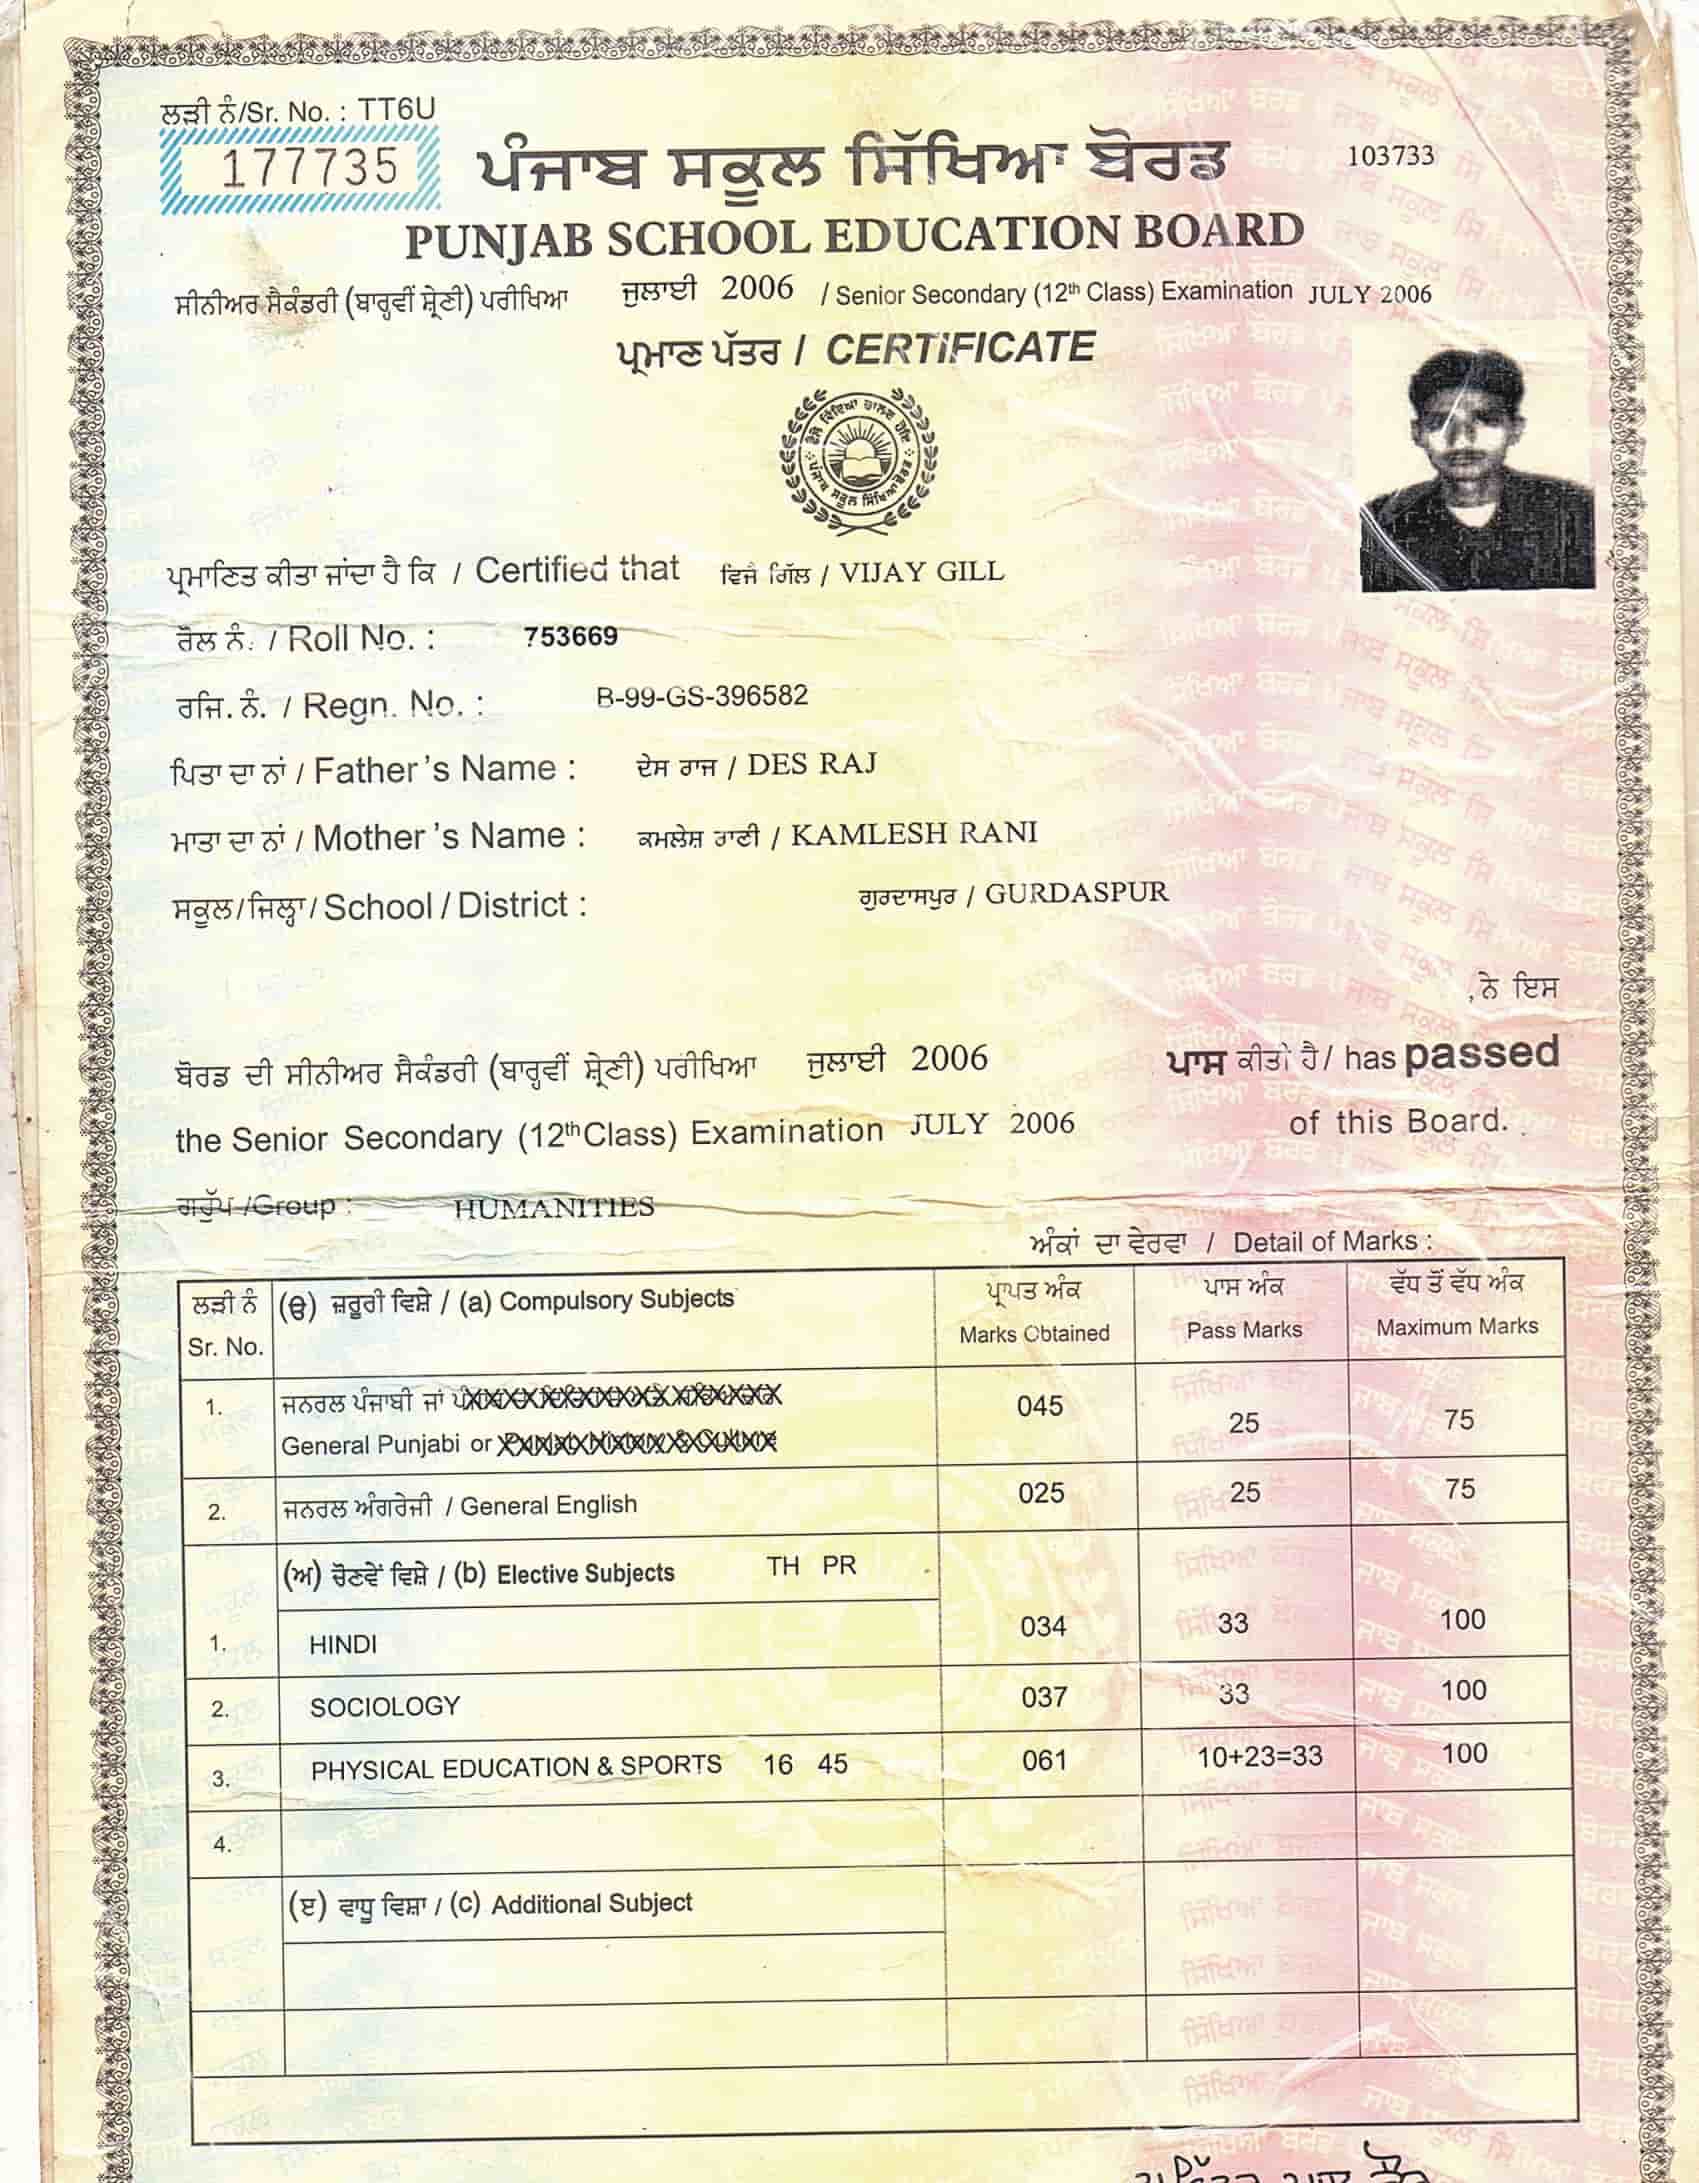 ਲੜੀ ਨੰ/Sr. No. : TT6U
177735
103733
ਪੰਜਾਬ ਸਕੂਲ ਸਿੱਖਿਆ ਬੋਰਡ
PUNJAB SCHOOL EDUCATION BOARD
ਸੀਨੀਅਰ ਸੈਕੰਡਰੀ (ਬਾਰ੍ਹਵੀਂ ਸ਼੍ਰੇਣੀ) ਪਰੀਖਿਆ ਜੁਲਾਈ 2006 / Senior Secondary (12th Class) Examination JULY 2006
ਪ੍ਰਮਾਣ ਪੱਤਰ / CERTIFICATE
ਪ੍ਰਮਾਣਿਤ ਕੀਤਾ ਜਾਂਦਾ ਹੈ ਕਿ / Certified that ਵਿਜੈ ਗਿੱਲ / VIJAY GILL
ਰੋਲ ਨੰ. / Roll No. : 753669
ਰਜਿ. ਨੰ. / Regn. No. : B-99-GS-396582
ਪਿਤਾ ਦਾ ਨਾਂ / Father's Name : ਦੇਸ ਰਾਜ / DES RAJ
ਮਾਤਾ ਦਾ ਨਾਂ / Mother's Name : ਕਮਲੇਸ਼ ਰਾਣੀ / KAMLESH RANI
ਸਕੂਲ/ਜਿਲ੍ਹਾ / School / District : ਗੁਰਦਾਸਪੁਰ / GURDASPUR
,ਨੇ ਇਸ
ਬੋਰਡ ਦੀ ਸੀਨੀਅਰ ਸੈਕੰਡਰੀ (ਬਾਰ੍ਹਵੀਂ ਸ਼੍ਰੇਣੀ) ਪਰੀਖਿਆ ਜੁਲਾਈ 2006 ਪਾਸ ਕੀਤੀ ਹੈ/ has passed
the Senior Secondary (12th Class) Examination JULY 2006 of this Board.
ਗਰੁੱਪ /Group : HUMANITIES
ਅੰਕਾਂ ਦਾ ਵੇਰਵਾ / Detail of Marks :
ਲੜੀ ਨੰ (ੳ) ਜ਼ਰੂਰੀ ਵਿਸ਼ੇ / (a) Compulsory Subjects ਪ੍ਰਾਪਤ ਅੰਕ ਪਾਸ ਅੰਕ ਵੱਧ ਤੋਂ ਵੱਧ ਅੰਕ
Sr. No. Marks Obtained Pass Marks Maximum Marks
1. ਜਨਰਲ ਪੰਜਾਬੀ ਜਾਂ 045 25 75
General Punjabi or Punjab History & Culture
2. ਜਨਰਲ ਅੰਗਰੇਜੀ / General English 025 25 75
(ਅ) ਚੋਣਵੇਂ ਵਿਸ਼ੇ / (b) Elective Subjects TH PR
1. HINDI 034 33 100
2. SOCIOLOGY 037 33 100
3. PHYSICAL EDUCATION & SPORTS 16 45 061 10+23=33 100
4.
(ੲ) ਵਾਧੂ ਵਿਸ਼ਾ / (c) Additional Subject